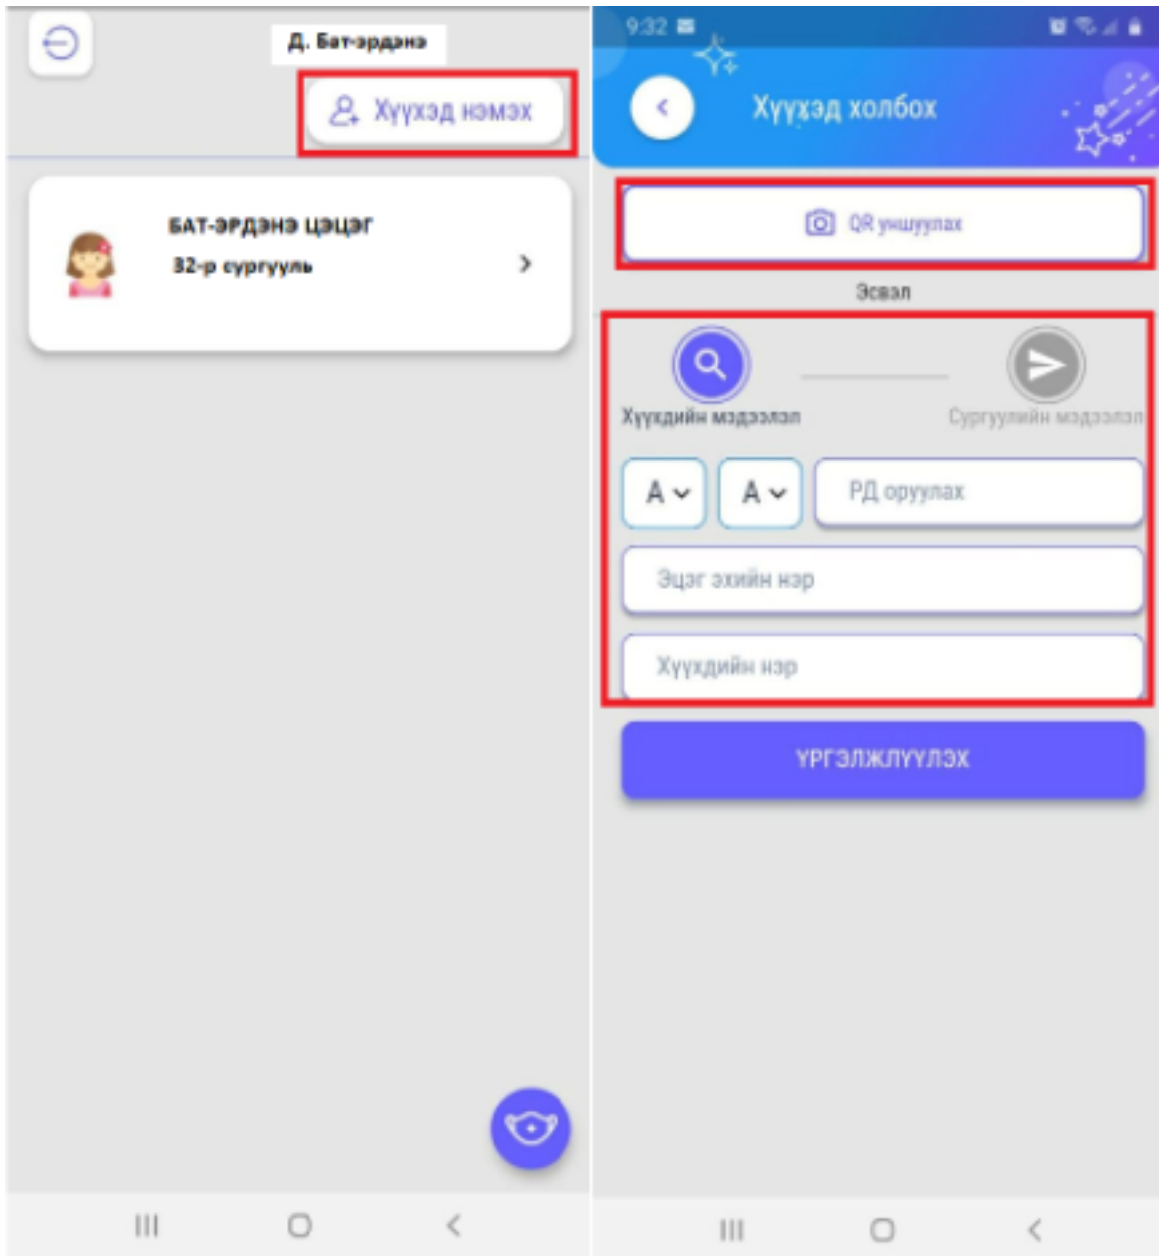 Д. Бат-эрдэнэ
Хүүхэд нэмэх
БАТ-ЭРДЭНЭ ЦЭЦЭГ
32-р сургууль
9:32
Хүүхэд холбох
QR уншуулах
Эсвэл
Хүүхдийн мэдээлэл
Сургуулийн мэдээлэл
А А РД оруулах
Эцэг эхийн нэр
Хүүхдийн нэр
ҮРГЭЛЖЛҮҮЛЭХ